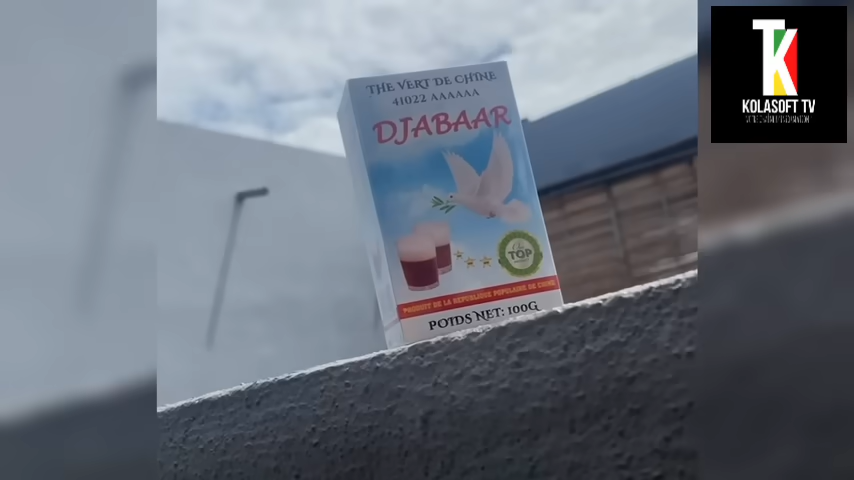 THE VERT DE CHINE
41022 AAAAAA
DJABAAR
TOP
PRODUIT DE LA REPUBLIQUE POPULAIRE DE CHINE
POIDS NET: 100G
TK
KOLASOFT TV